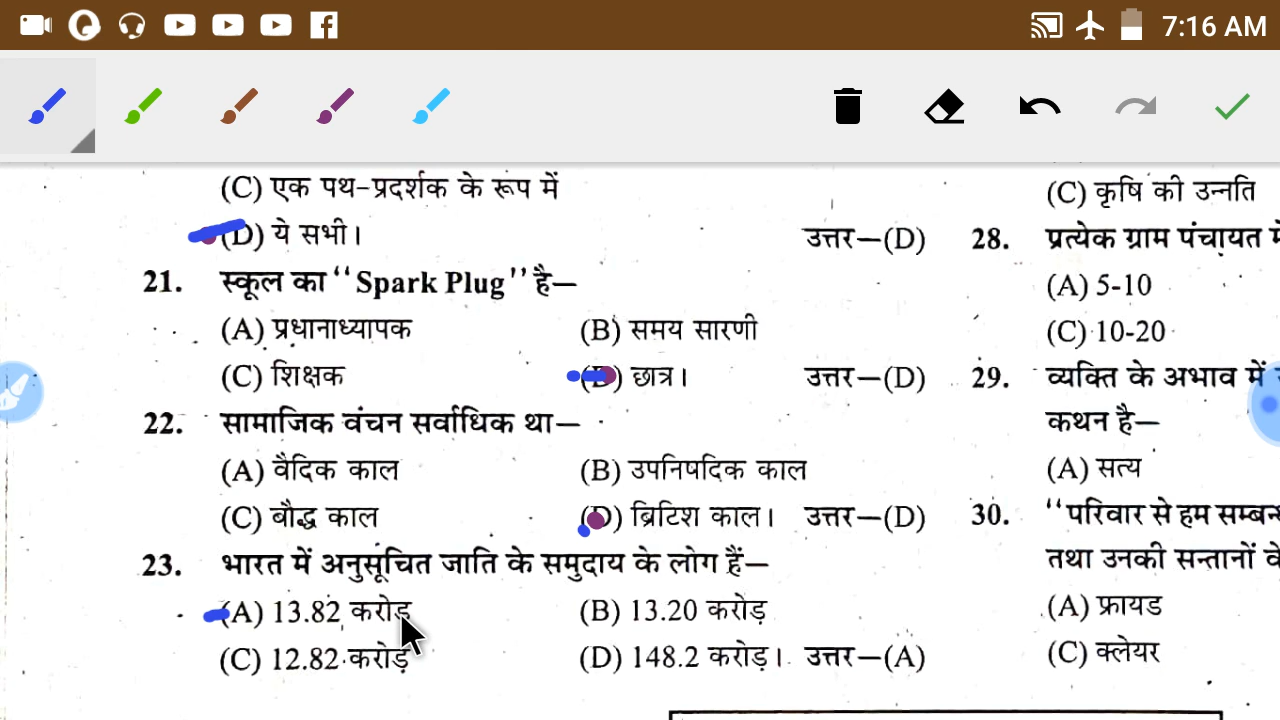 7:16 AM
(C) एक पथ-प्रदर्शक के रूप में
(D) ये सभी। उत्तर—(D)
21. स्कूल का "Spark Plug" है—
(A) प्रधानाध्यापक (B) समय सारणी
(C) शिक्षक (D) छात्र। उत्तर—(D)
22. सामाजिक वंचन सर्वाधिक था—
(A) वैदिक काल (B) उपनिषदिक काल
(C) बौद्ध काल (D) ब्रिटिश काल। उत्तर—(D)
23. भारत में अनुसूचित जाति के समुदाय के लोग हैं—
(A) 13.82 करोड़ (B) 13.20 करोड़
(C) 12.82 करोड़ (D) 148.2 करोड़। उत्तर—(A)
(C) कृषि की उन्नति
28. प्रत्येक ग्राम पंचायत में
(A) 5-10
(C) 10-20
29. व्यक्ति के अभाव में
कथन है—
(A) सत्य
30. "परिवार से हम सम्बन्ध
तथा उनकी सन्तानों के
(A) फ्रायड
(C) क्लेयर